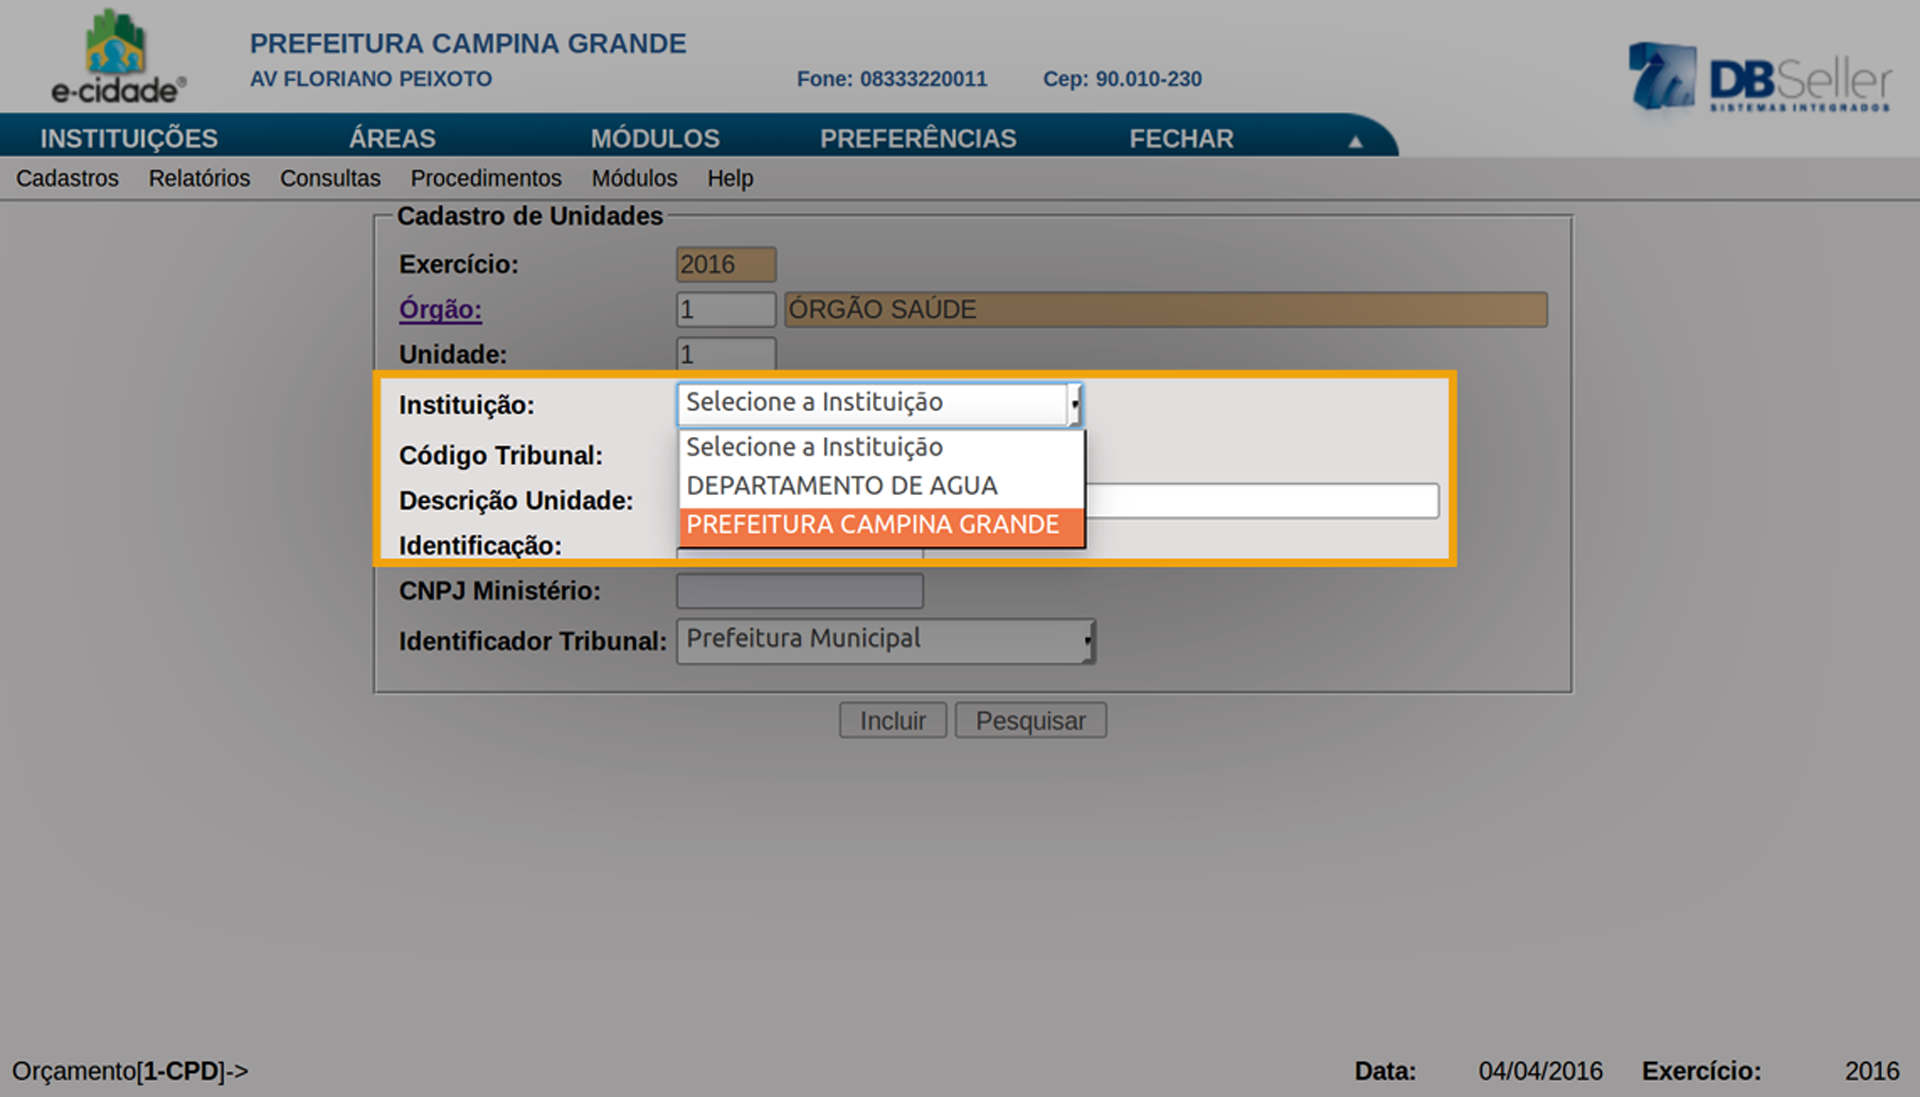 e-cidade®
PREFEITURA CAMPINA GRANDE
AV FLORIANO PEIXOTO Fone: 08333220011 Cep: 90.010-230
DBSeller
SISTEMAS INTEGRADOS
INSTITUIÇÕES ÁREAS MÓDULOS PREFERÊNCIAS FECHAR ▲
Cadastros Relatórios Consultas Procedimentos Módulos Help
Cadastro de Unidades
Exercício: 2016
Órgão: 1 ÓRGÃO SAÚDE
Unidade: 1
Instituição: Selecione a Instituição
Selecione a Instituição
DEPARTAMENTO DE AGUA
PREFEITURA CAMPINA GRANDE
Código Tribunal:
Descrição Unidade:
Identificação:
CNPJ Ministério:
Identificador Tribunal: Prefeitura Municipal
Incluir Pesquisar
Orçamento[1-CPD]-> Data: 04/04/2016 Exercício: 2016